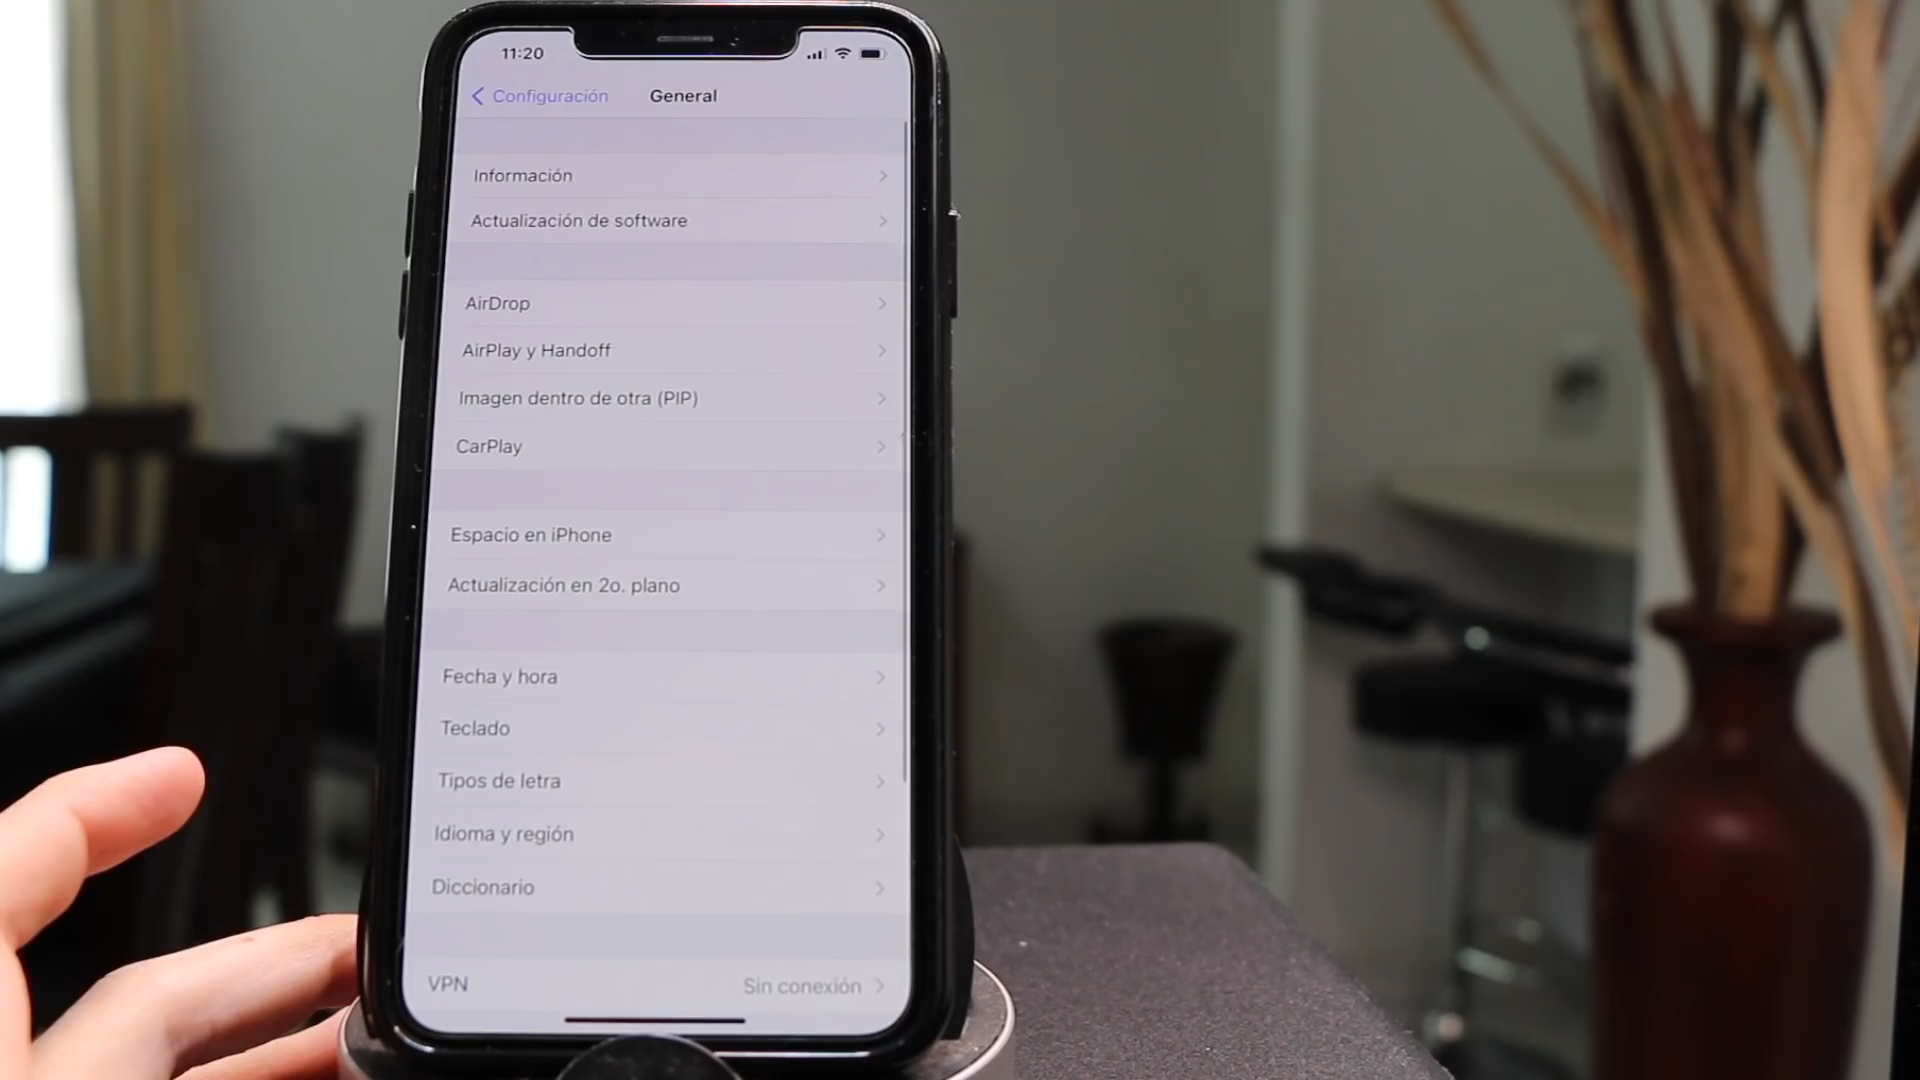 11:20
Configuración
General
Información
Actualización de software
AirDrop
AirPlay y Handoff
Imagen dentro de otra (PIP)
CarPlay
Espacio en iPhone
Actualización en 2o. plano
Fecha y hora
Teclado
Tipos de letra
Idioma y región
Diccionario
VPN Sin conexión